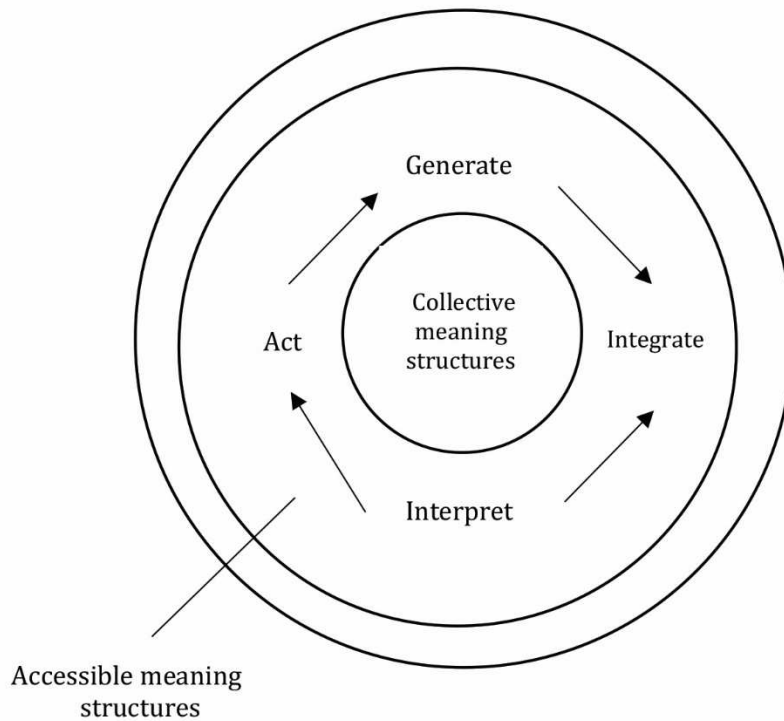 Generate
Collective
meaning
structures
Act
Integrate
Interpret
Accessible meaning
structures